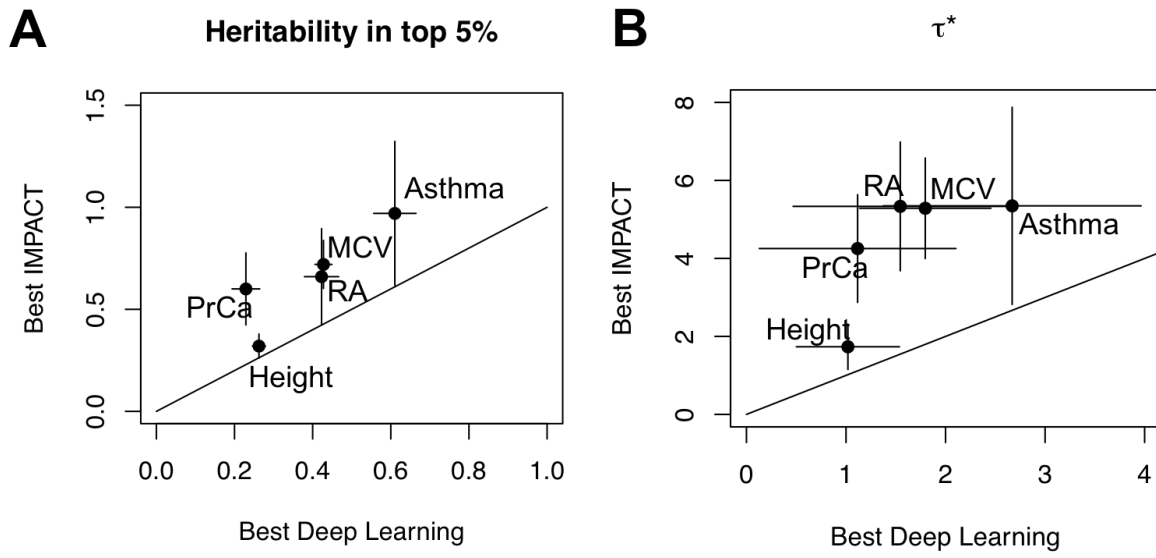 A
Heritability in top 5%
Best IMPACT
0.0 0.5 1.0 1.5
Asthma
MCV
RA
PrCa
Height
0.0 0.2 0.4 0.6 0.8 1.0
Best Deep Learning
B
τ*
Best IMPACT
0 2 4 6 8
RA
MCV
Asthma
PrCa
Height
0 1 2 3 4
Best Deep Learning